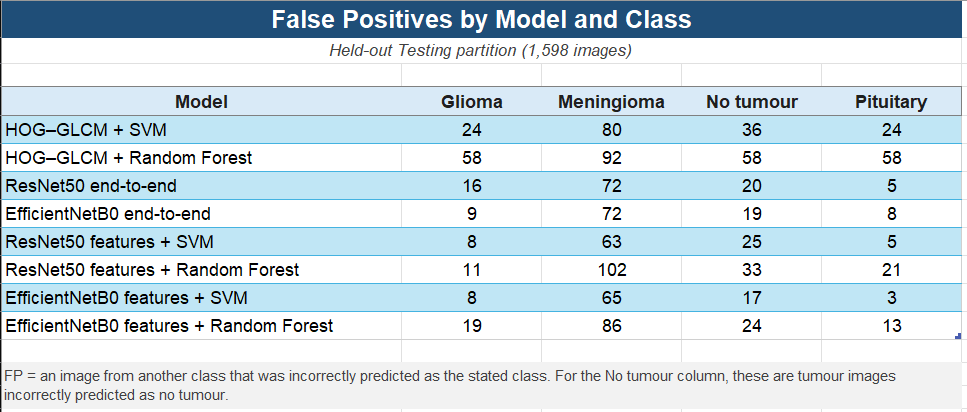 False Positives by Model and Class
Held-out Testing partition (1,598 images)
Model Glioma Meningioma No tumour Pituitary
HOG–GLCM + SVM 24 80 36 24
HOG–GLCM + Random Forest 58 92 58 58
ResNet50 end-to-end 16 72 20 5
EfficientNetB0 end-to-end 9 72 19 8
ResNet50 features + SVM 8 63 25 5
ResNet50 features + Random Forest 11 102 33 21
EfficientNetB0 features + SVM 8 65 17 3
EfficientNetB0 features + Random Forest 19 86 24 13
FP = an image from another class that was incorrectly predicted as the stated class. For the No tumour column, these are tumour images
incorrectly predicted as no tumour.